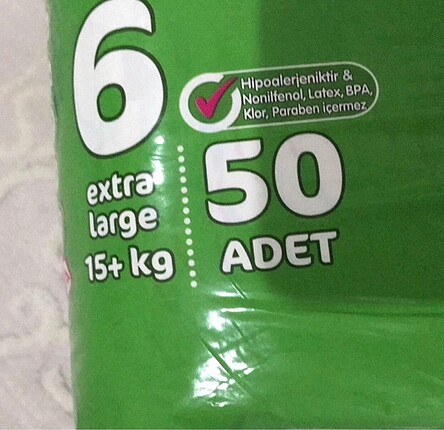 6
extra
large
15+ kg
Hipoalerjeniktir &
Nonilfenol, Latex, BPA,
Klor, Paraben içermez
50
ADET